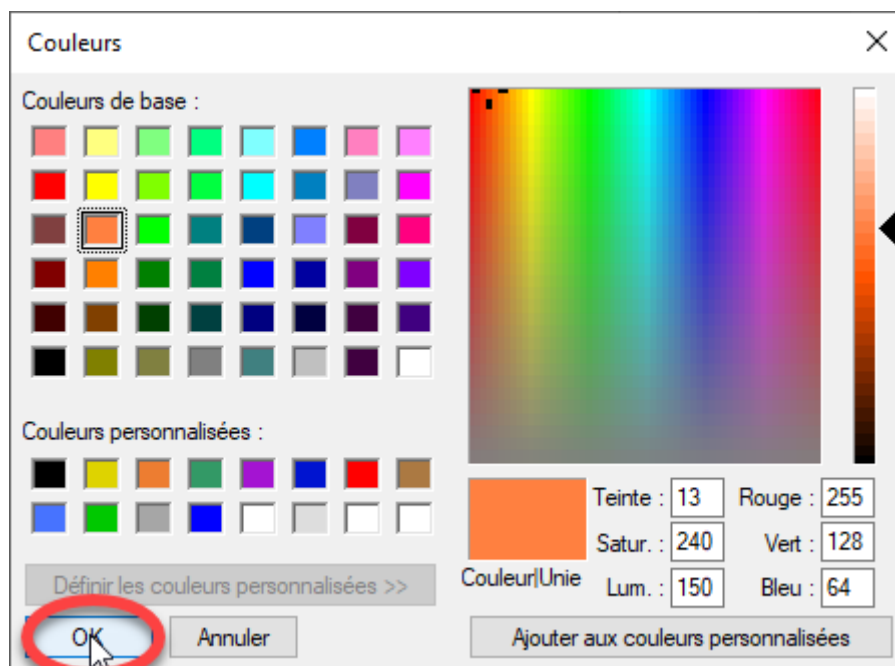 Couleurs
Couleurs de base :
Couleurs personnalisées :
Définir les couleurs personnalisées >>
OK
Annuler
Couleur|Unie
Teinte : 13 Rouge : 255
Satur. : 240 Vert : 128
Lum. : 150 Bleu : 64
Ajouter aux couleurs personnalisées